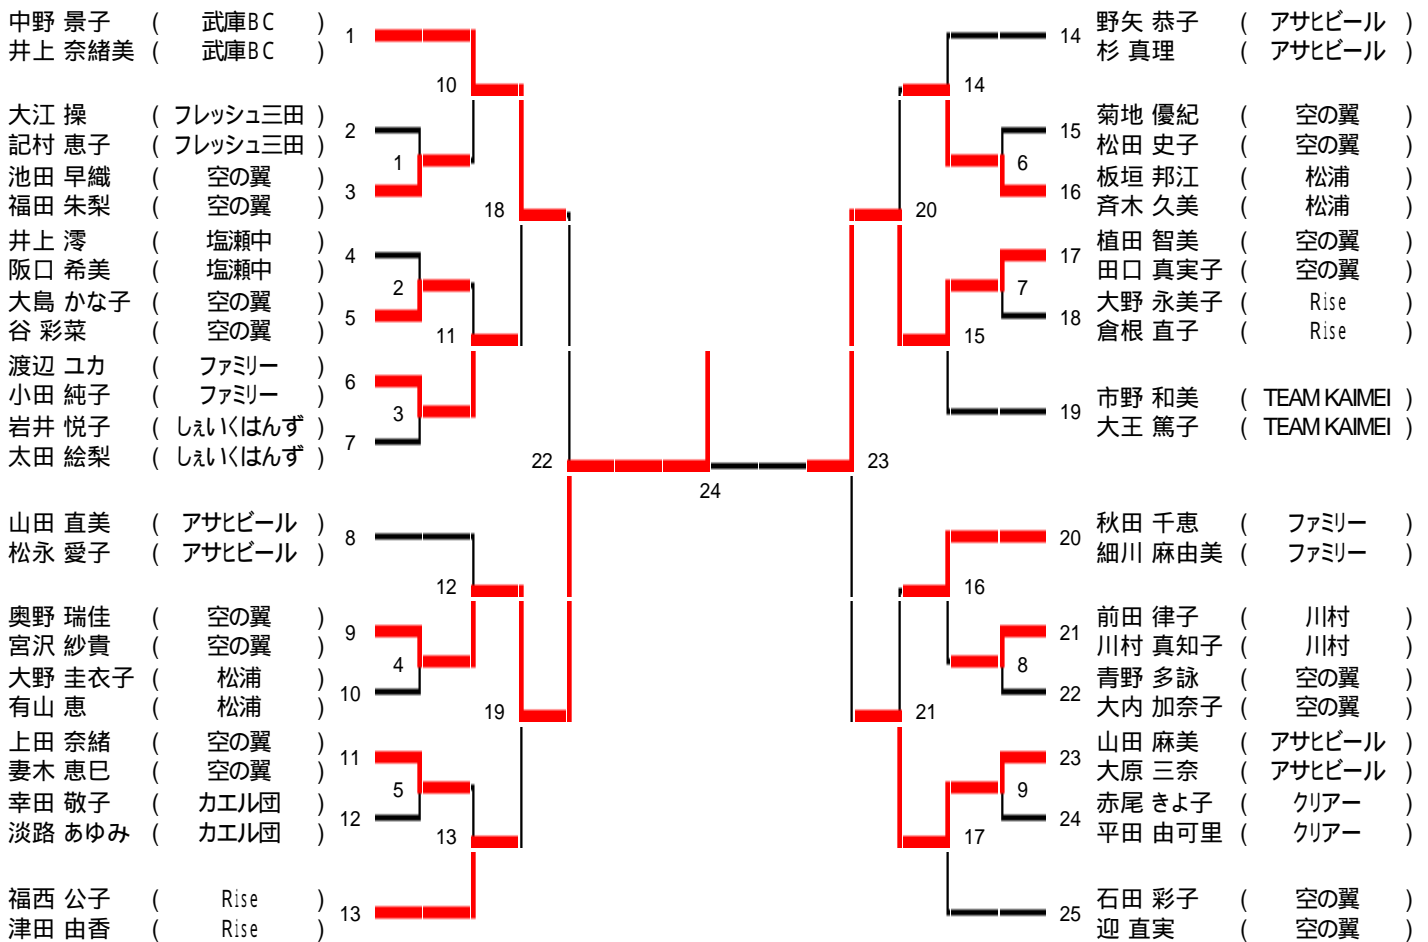 中野 景子 ( 武庫BC )
井上 奈緒美 ( 武庫BC )
1
10
大江 操 ( フレッシュ三田 )
記村 恵子 ( フレッシュ三田 )
2
1
池田 早織 ( 空の翼 )
福田 朱梨 ( 空の翼 )
3
18
井上 澪 ( 塩瀬中 )
阪口 希美 ( 塩瀬中 )
4
2
大島 かな子 ( 空の翼 )
谷 彩菜 ( 空の翼 )
5
11
渡辺 ユカ ( ファミリー )
小田 純子 ( ファミリー )
6
3
岩井 悦子 ( しぇいくはんず )
太田 絵梨 ( しぇいくはんず )
7
22
山田 直美 ( アサヒビール )
松永 愛子 ( アサヒビール )
8
12
奥野 瑞佳 ( 空の翼 )
宮沢 紗貴 ( 空の翼 )
9
4
大野 圭衣子 ( 松浦 )
有山 恵 ( 松浦 )
10
19
上田 奈緒 ( 空の翼 )
妻木 恵巳 ( 空の翼 )
11
5
幸田 敬子 ( カエル団 )
淡路 あゆみ ( カエル団 )
12
13
福西 公子 ( Rise )
津田 由香 ( Rise )
13
24
14 野矢 恭子 ( アサヒビール )
杉 真理 ( アサヒビール )
14
15 菊地 優紀 ( 空の翼 )
松田 史子 ( 空の翼 )
6
16 板垣 邦江 ( 松浦 )
斉木 久美 ( 松浦 )
20
17 植田 智美 ( 空の翼 )
田口 真実子 ( 空の翼 )
7
18 大野 永美子 ( Rise )
倉根 直子 ( Rise )
15
19 市野 和美 ( TEAM KAIMEI )
大王 篤子 ( TEAM KAIMEI )
23
20 秋田 千恵 ( ファミリー )
細川 麻由美 ( ファミリー )
16
21 前田 律子 ( 川村 )
川村 真知子 ( 川村 )
8
22 青野 多詠 ( 空の翼 )
大内 加奈子 ( 空の翼 )
21
23 山田 麻美 ( アサヒビール )
大原 三奈 ( アサヒビール )
9
24 赤尾 きよ子 ( クリアー )
平田 由可里 ( クリアー )
17
25 石田 彩子 ( 空の翼 )
迎 直実 ( 空の翼 )